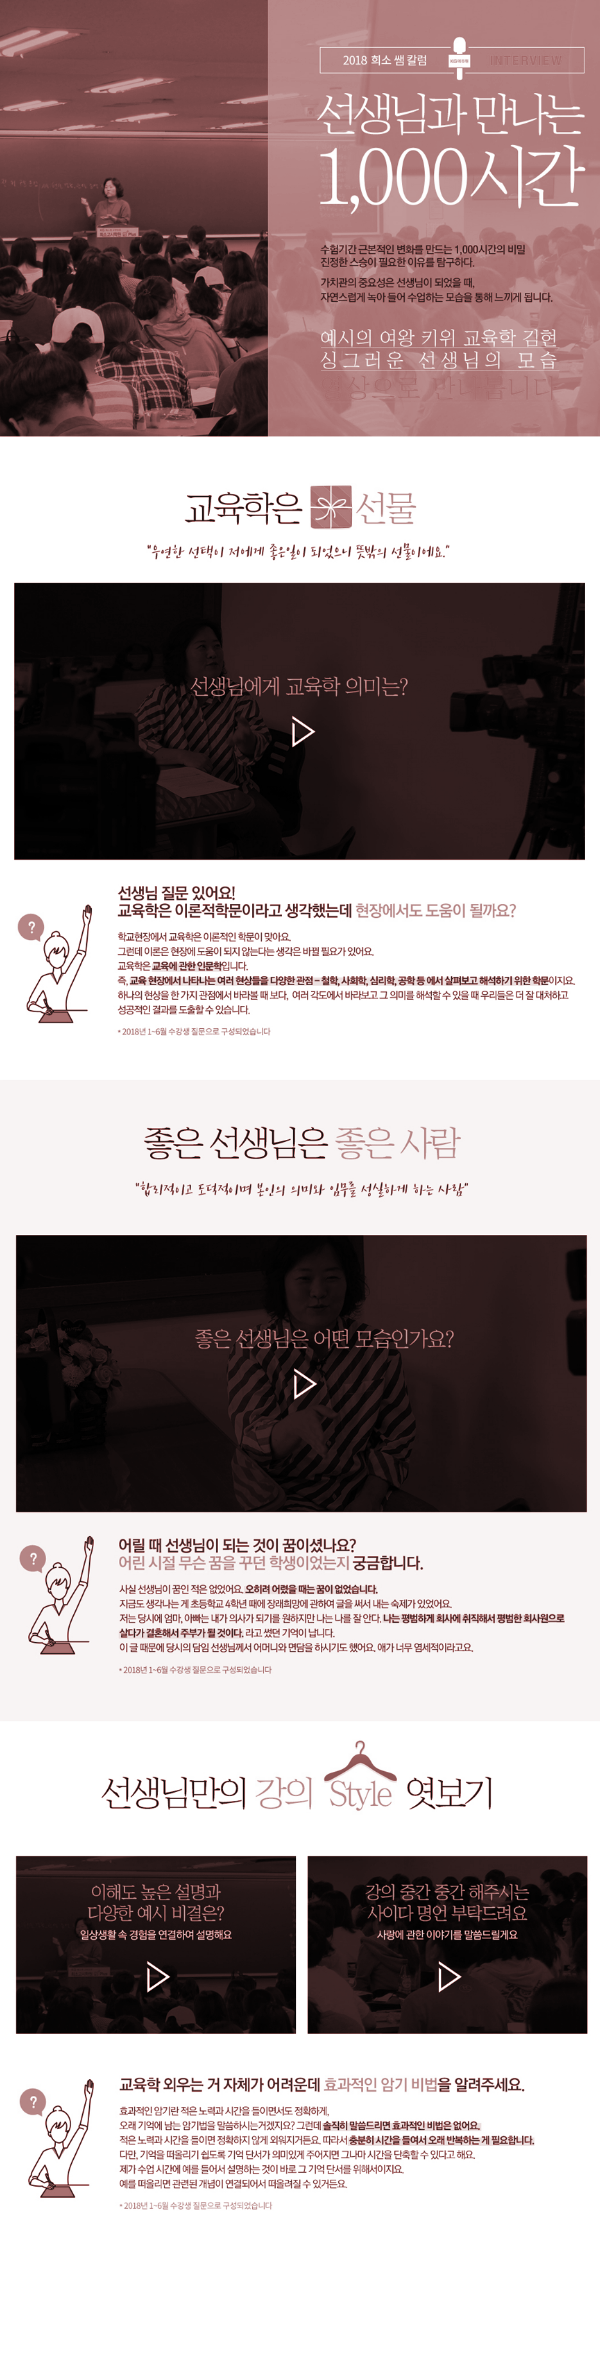 2018 희소 쌤 칼럼
INTERVIEW
선생님과 만나는
1,000시간
수험기간 근본적인 변화를 만드는 1,000시간의 비밀
진정한 스승이 필요한 이유를 탐구하다.
가치관의 중요성은 선생님이 되었을 때,
자연스럽게 녹아 들어 수업하는 모습을 통해 느끼게 됩니다.
예시의 여왕 키위 교육학 김현
싱그러운 선생님의 모습
영상으로 만나봅니다
교육학은 선물
"우연한 선택이 저에게 좋은일이 되었으니 뜻밖의 선물이에요."
선생님에게 교육학 의미는?
선생님 질문 있어요!
교육학은 이론적학문이라고 생각했는데 현장에서도 도움이 될까요?
?
학교현장에서 교육학은 이론적인 학문이 맞아요.
그런데 이론은 현장에 도움이 되지 않는다는 생각은 바뀔 필요가 있어요.
교육학은 교육에 관한 인문학입니다.
즉, 교육 현장에서 나타나는 여러 현상들을 다양한 관점 – 철학, 사회학, 심리학, 공학 등 에서 살펴보고 해석하기 위한 학문이지요.
하나의 현상을 한 가지 관점에서 바라볼 때 보다, 여러 각도에서 바라보고 그 의미를 해석할 수 있을 때 우리들은 더 잘 대처하고
성공적인 결과를 도출할 수 있습니다.
* 2018년 1~6월 수강생 질문으로 구성되었습니다
좋은 선생님은 좋은 사람
"합리적이고 도덕적이며 본인의 의미와 임무를 성실하게 하는 사람"
좋은 선생님은 어떤 모습인가요?
어릴 때 선생님이 되는 것이 꿈이셨나요?
?
어린 시절 무슨 꿈을 꾸던 학생이었는지 궁금합니다.
사실 선생님이 꿈인 적은 없었어요. 오히려 어렸을 때는 꿈이 없었습니다.
지금도 생각나는 게 초등학교 4학년 때에 장래희망에 관하여 글을 써서 내는 숙제가 있었어요.
저는 당시에 엄마, 아빠는 내가 의사가 되기를 원하지만 나는 나를 잘 안다. 나는 평범하게 회사에 취직해서 평범한 회사원으로
살다가 결혼해서 주부가 될 것이다. 라고 썼던 기억이 납니다.
이 글 때문에 당시의 담임 선생님께서 어머니와 면담을 하시기도 했어요. 애가 너무 염세적이라고요.
* 2018년 1~6월 수강생 질문으로 구성되었습니다
선생님만의 강의 Style 엿보기
이해도 높은 설명과
다양한 예시 비결은?
일상생활 속 경험을 연결하여 설명해요
강의 중간 중간 해주시는
사이다 명언 부탁드려요
사랑에 관한 이야기를 말씀드릴게요
교육학 외우는 거 자체가 어려운데 효과적인 암기 비법을 알려주세요.
?
효과적인 암기란 적은 노력과 시간을 들이면서도 정확하게,
오래 기억에 남는 암기법을 말씀하시는거겠지요? 그런데 솔직히 말씀드리면 효과적인 비법은 없어요.
적은 노력과 시간을 들이면 정확하지 않게 외워지거든요. 따라서 충분히 시간을 들여서 오래 반복하는 게 필요합니다.
다만, 기억을 떠올리기 쉽도록 기억 단서가 의미있게 주어지면 그나마 시간을 단축할 수 있다고 해요.
제가 수업 시간에 예를 들어서 설명하는 것이 바로 그 기억 단서를 위해서이지요.
예를 떠올리면 관련된 개념이 연결되어서 떠올려질 수 있거든요.
* 2018년 1~6월 수강생 질문으로 구성되었습니다